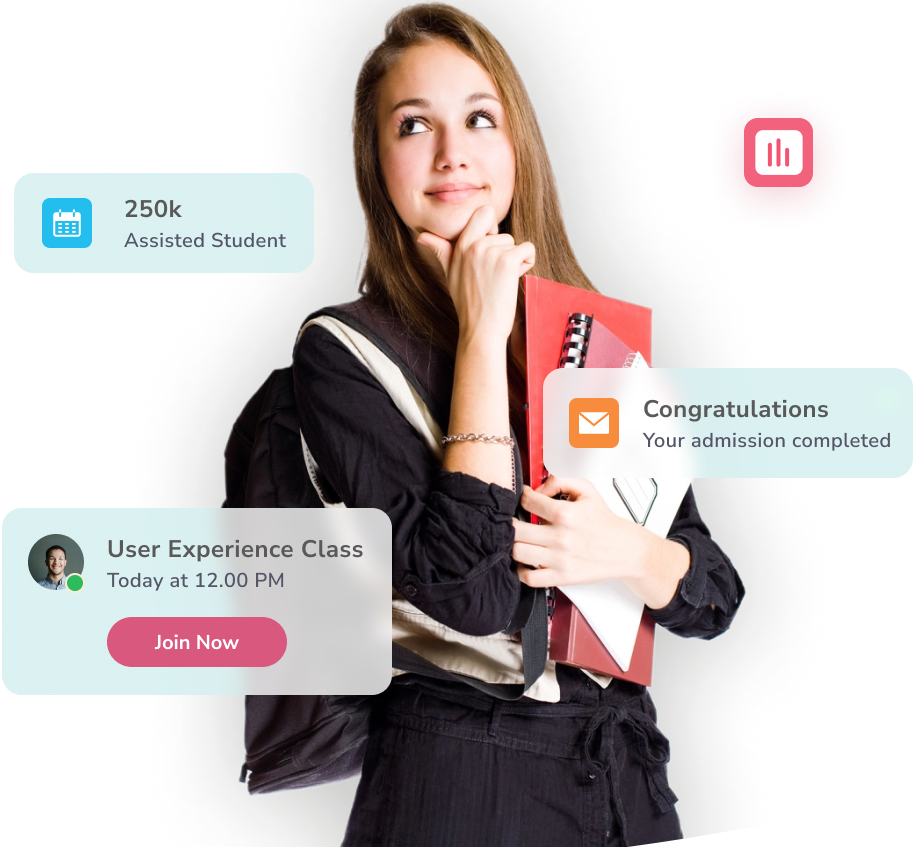 250k
Assisted Student
Congratulations
Your admission completed
User Experience Class
Today at 12.00 PM
Join Now